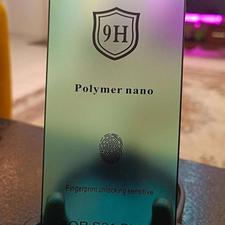 9H
Polymer nano
Fingerprint unlocking sensitive